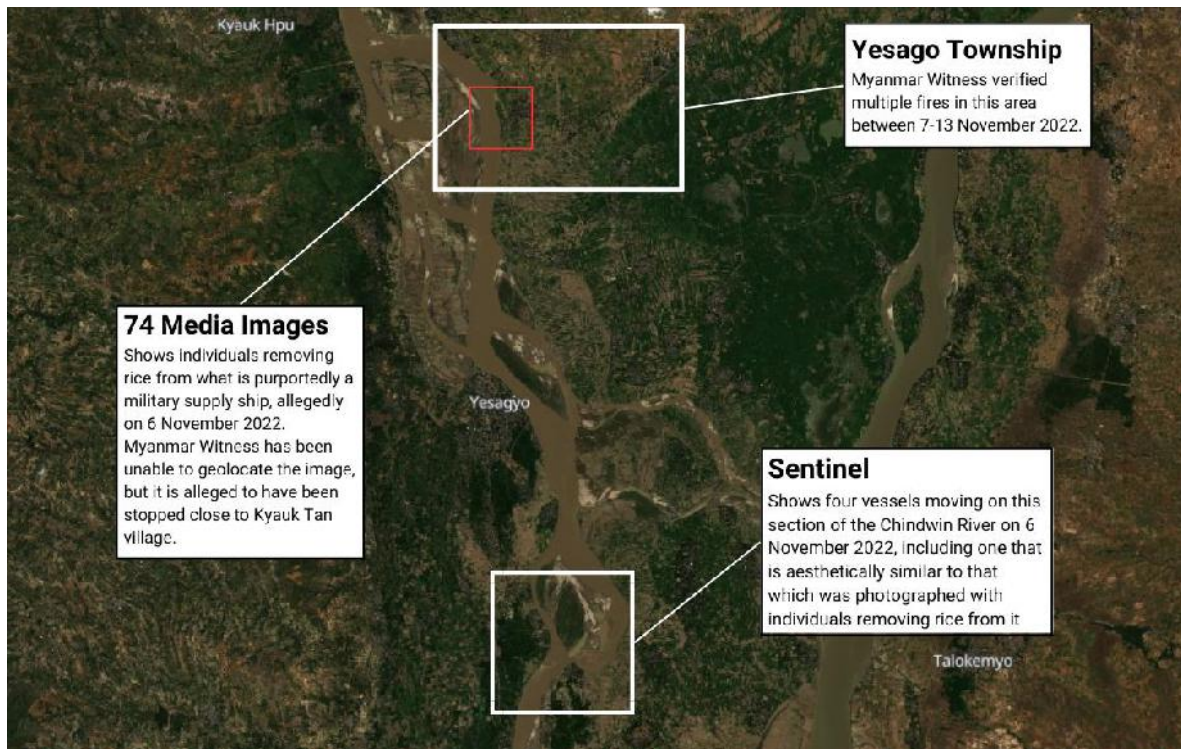 Kyauk Hpu
Yesago Township
Myanmar Witness verified
multiple fires in this area
between 7-13 November 2022.
74 Media Images
Shows individuals removing
rice from what is purportedly a
military supply ship, allegedly
on 6 November 2022.
Myanmar Witness has been
unable to geolocate the image,
but it is alleged to have been
stopped close to Kyauk Tan
village.
Yesagyo
Sentinel
Shows four vessels moving on this
section of the Chindwin River on 6
November 2022, including one that
is aesthetically similar to that
which was photographed with
individuals removing rice from it
Talokemyo